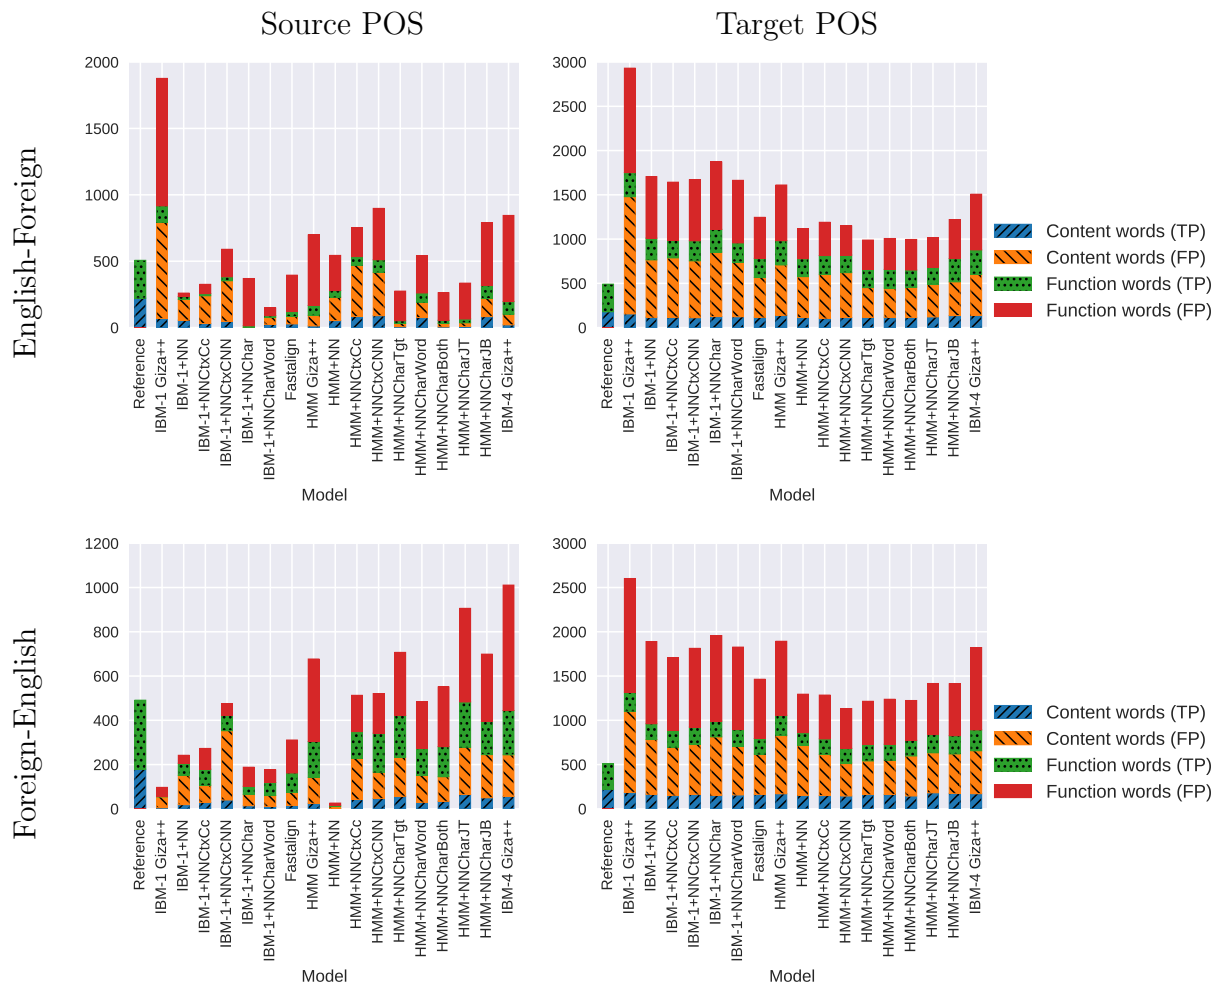 Source POS
Target POS
English-Foreign
2000
1500
1000
500
0
Reference
IBM-1 Giza++
IBM-1+NN
IBM-1+NNCtxCc
IBM-1+NNCtxCNN
IBM-1+NNChar
IBM-1+NNCharWord
Fastalign
HMM Giza++
HMM+NN
HMM+NNCtxCc
HMM+NNCtxCNN
HMM+NNCharTgt
HMM+NNCharWord
HMM+NNCharBoth
HMM+NNCharJT
HMM+NNCharJB
IBM-4 Giza++
Model
3000
2500
2000
1500
1000
500
0
Reference
IBM-1 Giza++
IBM-1+NN
IBM-1+NNCtxCc
IBM-1+NNCtxCNN
IBM-1+NNChar
IBM-1+NNCharWord
Fastalign
HMM Giza++
HMM+NN
HMM+NNCtxCc
HMM+NNCtxCNN
HMM+NNCharTgt
HMM+NNCharWord
HMM+NNCharBoth
HMM+NNCharJT
HMM+NNCharJB
IBM-4 Giza++
Model
Content words (TP)
Content words (FP)
Function words (TP)
Function words (FP)
Foreign-English
1200
1000
800
600
400
200
0
Reference
IBM-1 Giza++
IBM-1+NN
IBM-1+NNCtxCc
IBM-1+NNCtxCNN
IBM-1+NNChar
IBM-1+NNCharWord
Fastalign
HMM Giza++
HMM+NN
HMM+NNCtxCc
HMM+NNCtxCNN
HMM+NNCharTgt
HMM+NNCharWord
HMM+NNCharBoth
HMM+NNCharJT
HMM+NNCharJB
IBM-4 Giza++
Model
3000
2500
2000
1500
1000
500
0
Reference
IBM-1 Giza++
IBM-1+NN
IBM-1+NNCtxCc
IBM-1+NNCtxCNN
IBM-1+NNChar
IBM-1+NNCharWord
Fastalign
HMM Giza++
HMM+NN
HMM+NNCtxCc
HMM+NNCtxCNN
HMM+NNCharTgt
HMM+NNCharWord
HMM+NNCharBoth
HMM+NNCharJT
HMM+NNCharJB
IBM-4 Giza++
Model
Content words (TP)
Content words (FP)
Function words (TP)
Function words (FP)